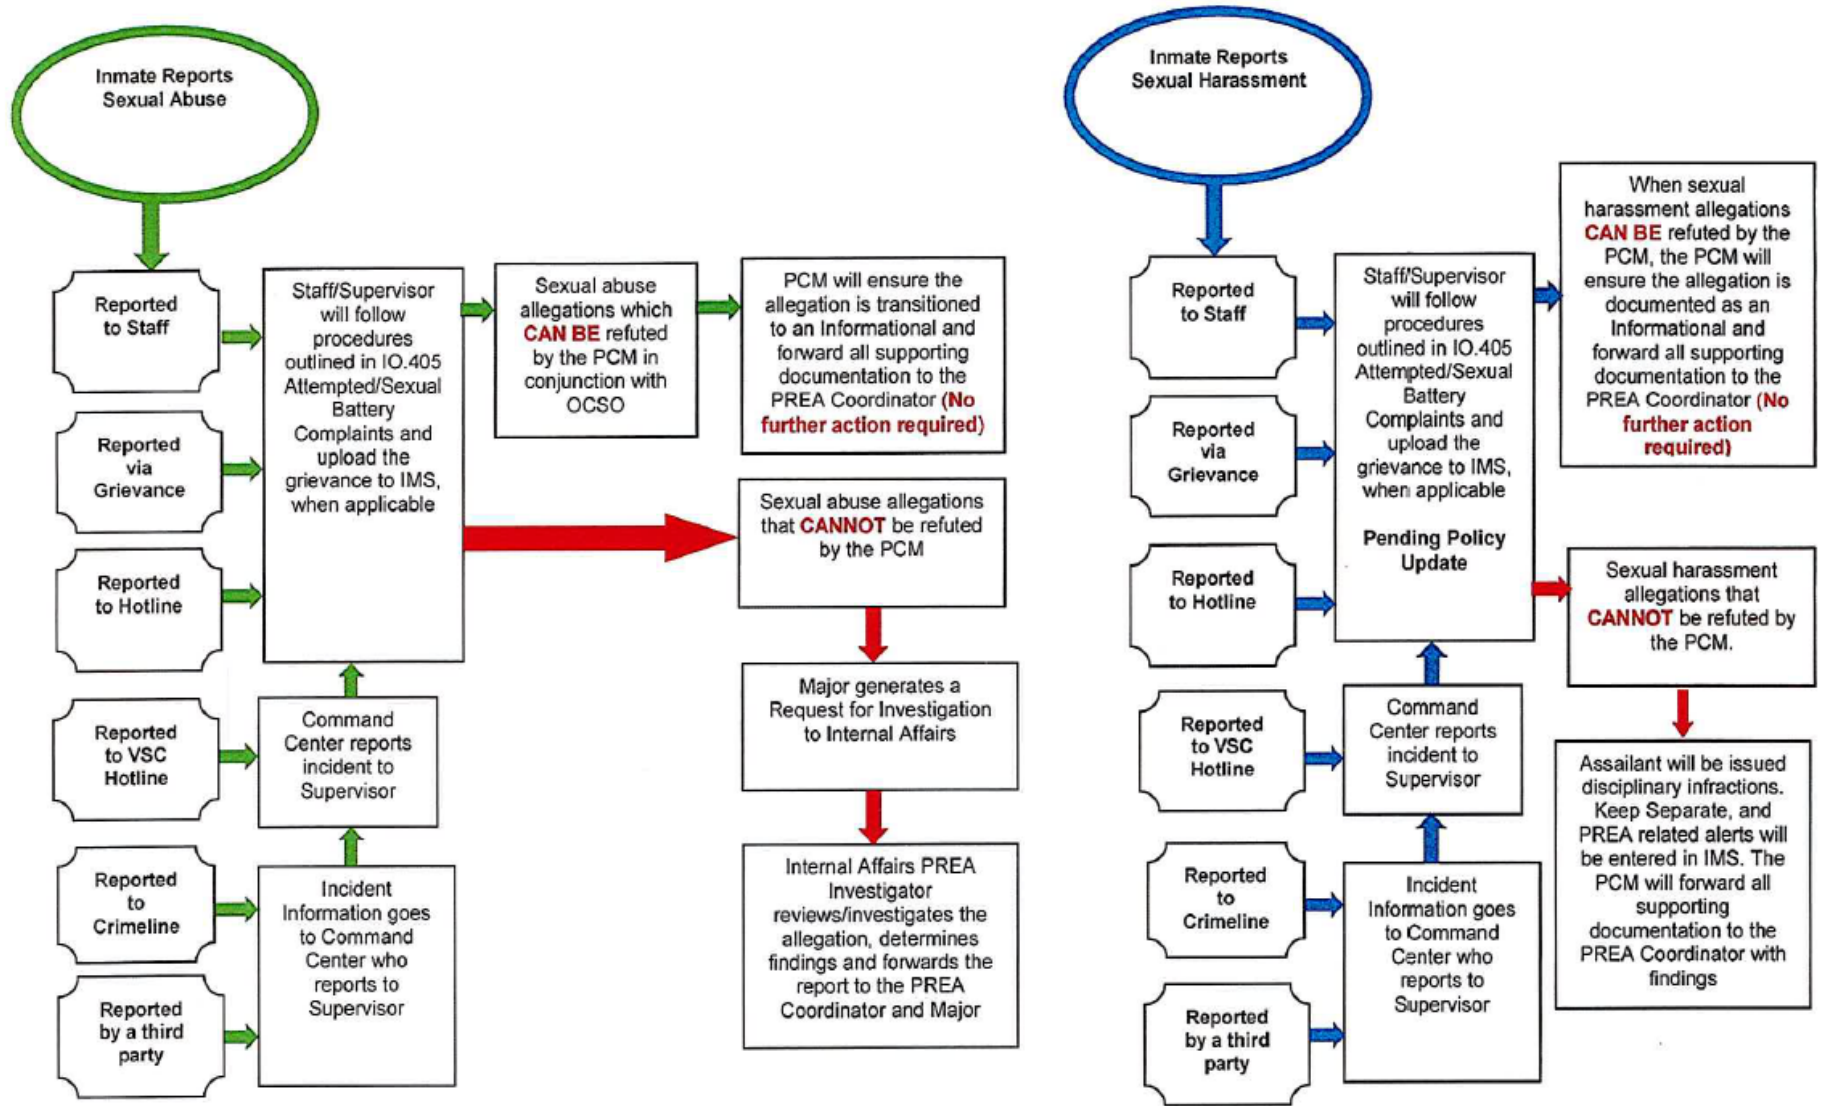 Inmate Reports
Sexual Abuse
Reported
to Staff
Reported
via
Grievance
Reported
to Hotline
Reported
to VSC
Hotline
Reported
to
Crimeline
Reported
by a third
party
Staff/Supervisor
will follow
procedures
outlined in IO.405
Attempted/Sexual
Battery
Complaints and
upload the
grievance to IMS,
when applicable
Command
Center reports
incident to
Supervisor
Incident
Information goes
to Command
Center who
reports to
Supervisor
Sexual abuse
allegations which
CAN BE refuted
by the PCM in
conjunction with
OCSO
PCM will ensure the
allegation is transitioned
to an Informational and
forward all supporting
documentation to the
PREA Coordinator (No
further action required)
Sexual abuse allegations
that CANNOT be refuted
by the PCM
Major generates a
Request for Investigation
to Internal Affairs
Internal Affairs PREA
Investigator
reviews/investigates the
allegation, determines
findings and forwards the
report to the PREA
Coordinator and Major
Inmate Reports
Sexual Harassment
Reported
to Staff
Reported
via
Grievance
Reported
to Hotline
Reported
to VSC
Hotline
Reported
to
Crimeline
Reported
by a third
party
Staff/Supervisor
will follow
procedures
outlined in IO.405
Attempted/Sexual
Battery
Complaints and
upload the
grievance to IMS,
when applicable
Pending Policy
Update
Command
Center reports
incident to
Supervisor
Incident
Information goes
to Command
Center who
reports to
Supervisor
When sexual
harassment allegations
CAN BE refuted by the
PCM, the PCM will
ensure the allegation is
documented as an
Informational and
forward all supporting
documentation to the
PREA Coordinator (No
further action
required)
Sexual harassment
allegations that
CANNOT be refuted by
the PCM.
Assailant will be issued
disciplinary infractions.
Keep Separate, and
PREA related alerts will
be entered in IMS. The
PCM will forward all
supporting
documentation to the
PREA Coordinator with
findings